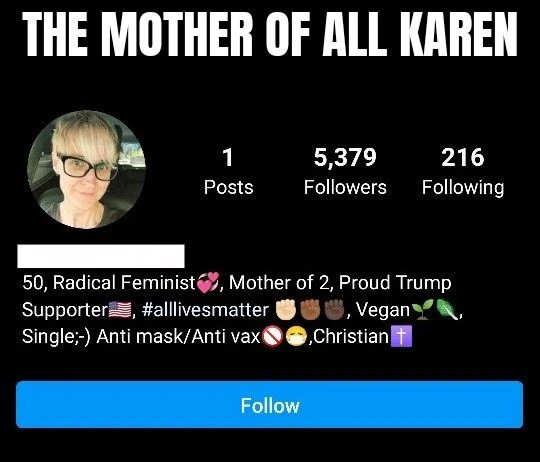 THE MOTHER OF ALL KAREN
1 5,379 216
Posts Followers Following
50, Radical Feminist💞, Mother of 2, Proud Trump
Supporter🇺🇸, #alllivesmatter ✊🏻✊🏾✊🏿, Vegan🌱🥬,
Single;-) Anti mask/Anti vax🚫😷,Christian✝️
Follow